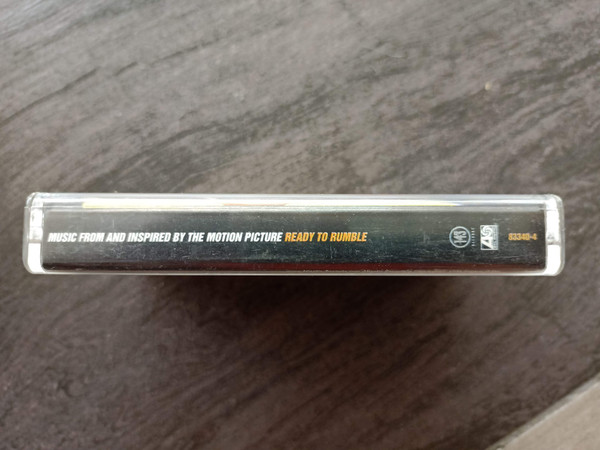 MUSIC FROM AND INSPIRED BY THE MOTION PICTURE READY TO RUMBLE 83340-4